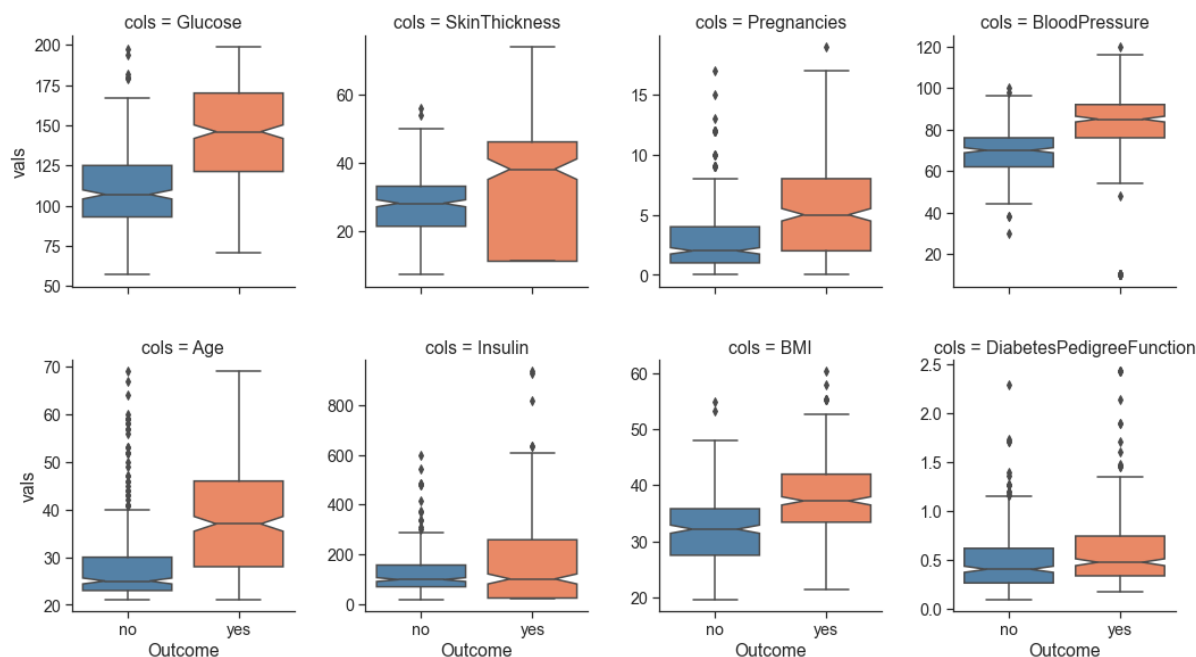 cols = Glucose
cols = SkinThickness
cols = Pregnancies
cols = BloodPressure
vals
200
175
150
125
100
75
50
60
40
20
15
10
5
0
120
100
80
60
40
20
cols = Age
cols = Insulin
cols = BMI
cols = DiabetesPedigreeFunction
vals
70
60
50
40
30
20
800
600
400
200
0
60
50
40
30
20
2.5
2.0
1.5
1.0
0.5
0.0
no yes
no yes
no yes
no yes
Outcome
Outcome
Outcome
Outcome